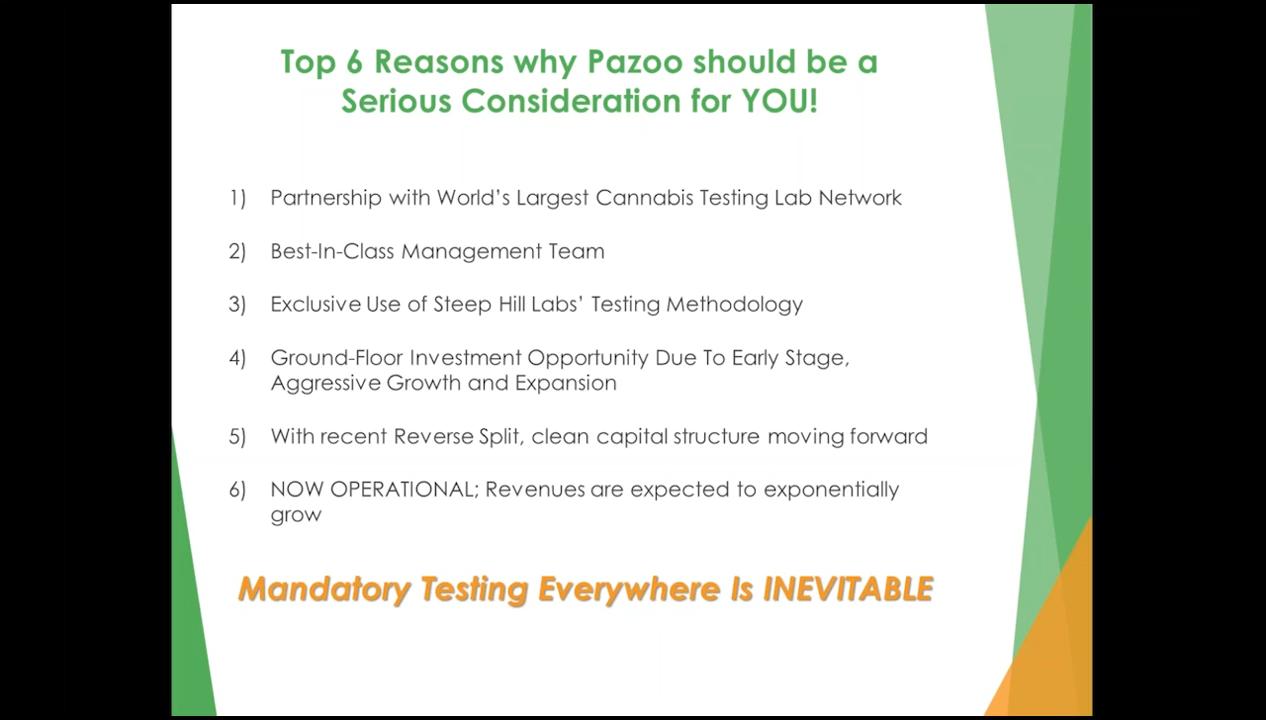 Top 6 Reasons why Pazoo should be a
Serious Consideration for YOU!
1) Partnership with World’s Largest Cannabis Testing Lab Network
2) Best-In-Class Management Team
3) Exclusive Use of Steep Hill Labs’ Testing Methodology
4) Ground-Floor Investment Opportunity Due To Early Stage,
Aggressive Growth and Expansion
5) With recent Reverse Split, clean capital structure moving forward
6) NOW OPERATIONAL; Revenues are expected to exponentially
grow
Mandatory Testing Everywhere Is INEVITABLE